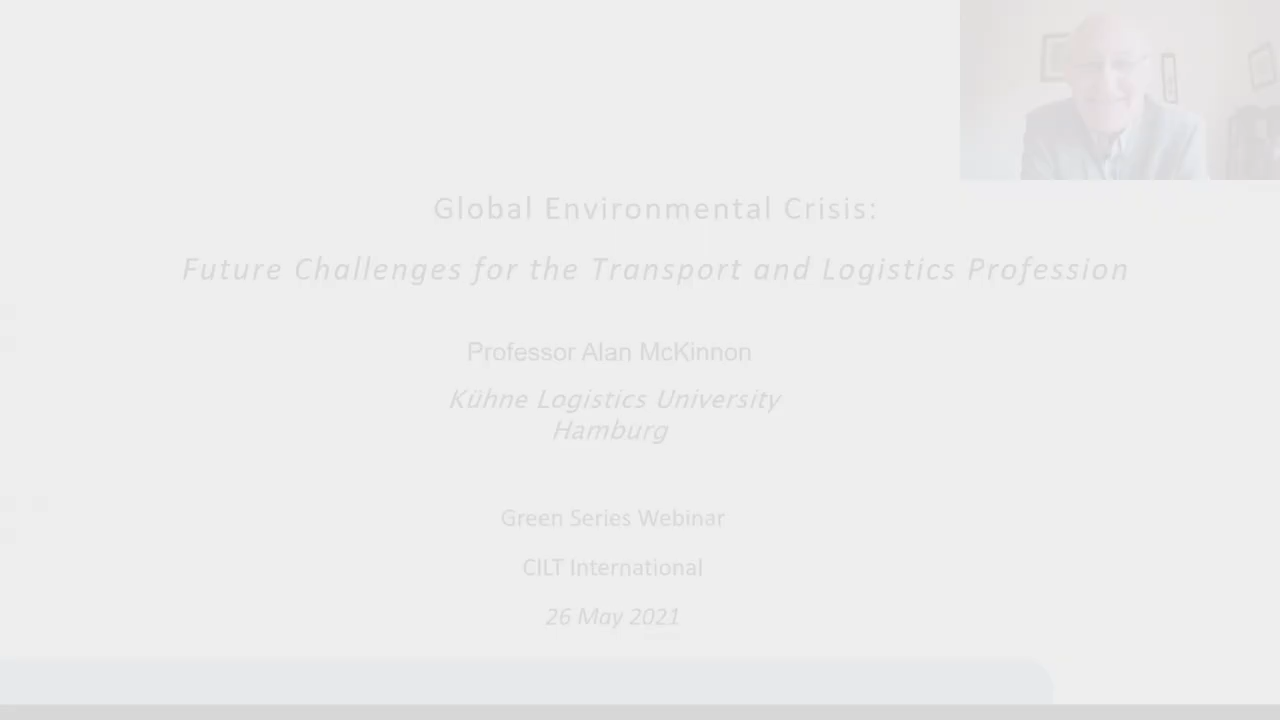 Global Environmental Crisis:
Future Challenges for the Transport and Logistics Profession
Professor Alan McKinnon
Kühne Logistics University
Hamburg
Green Series Webinar
CILT International
26 May 2021